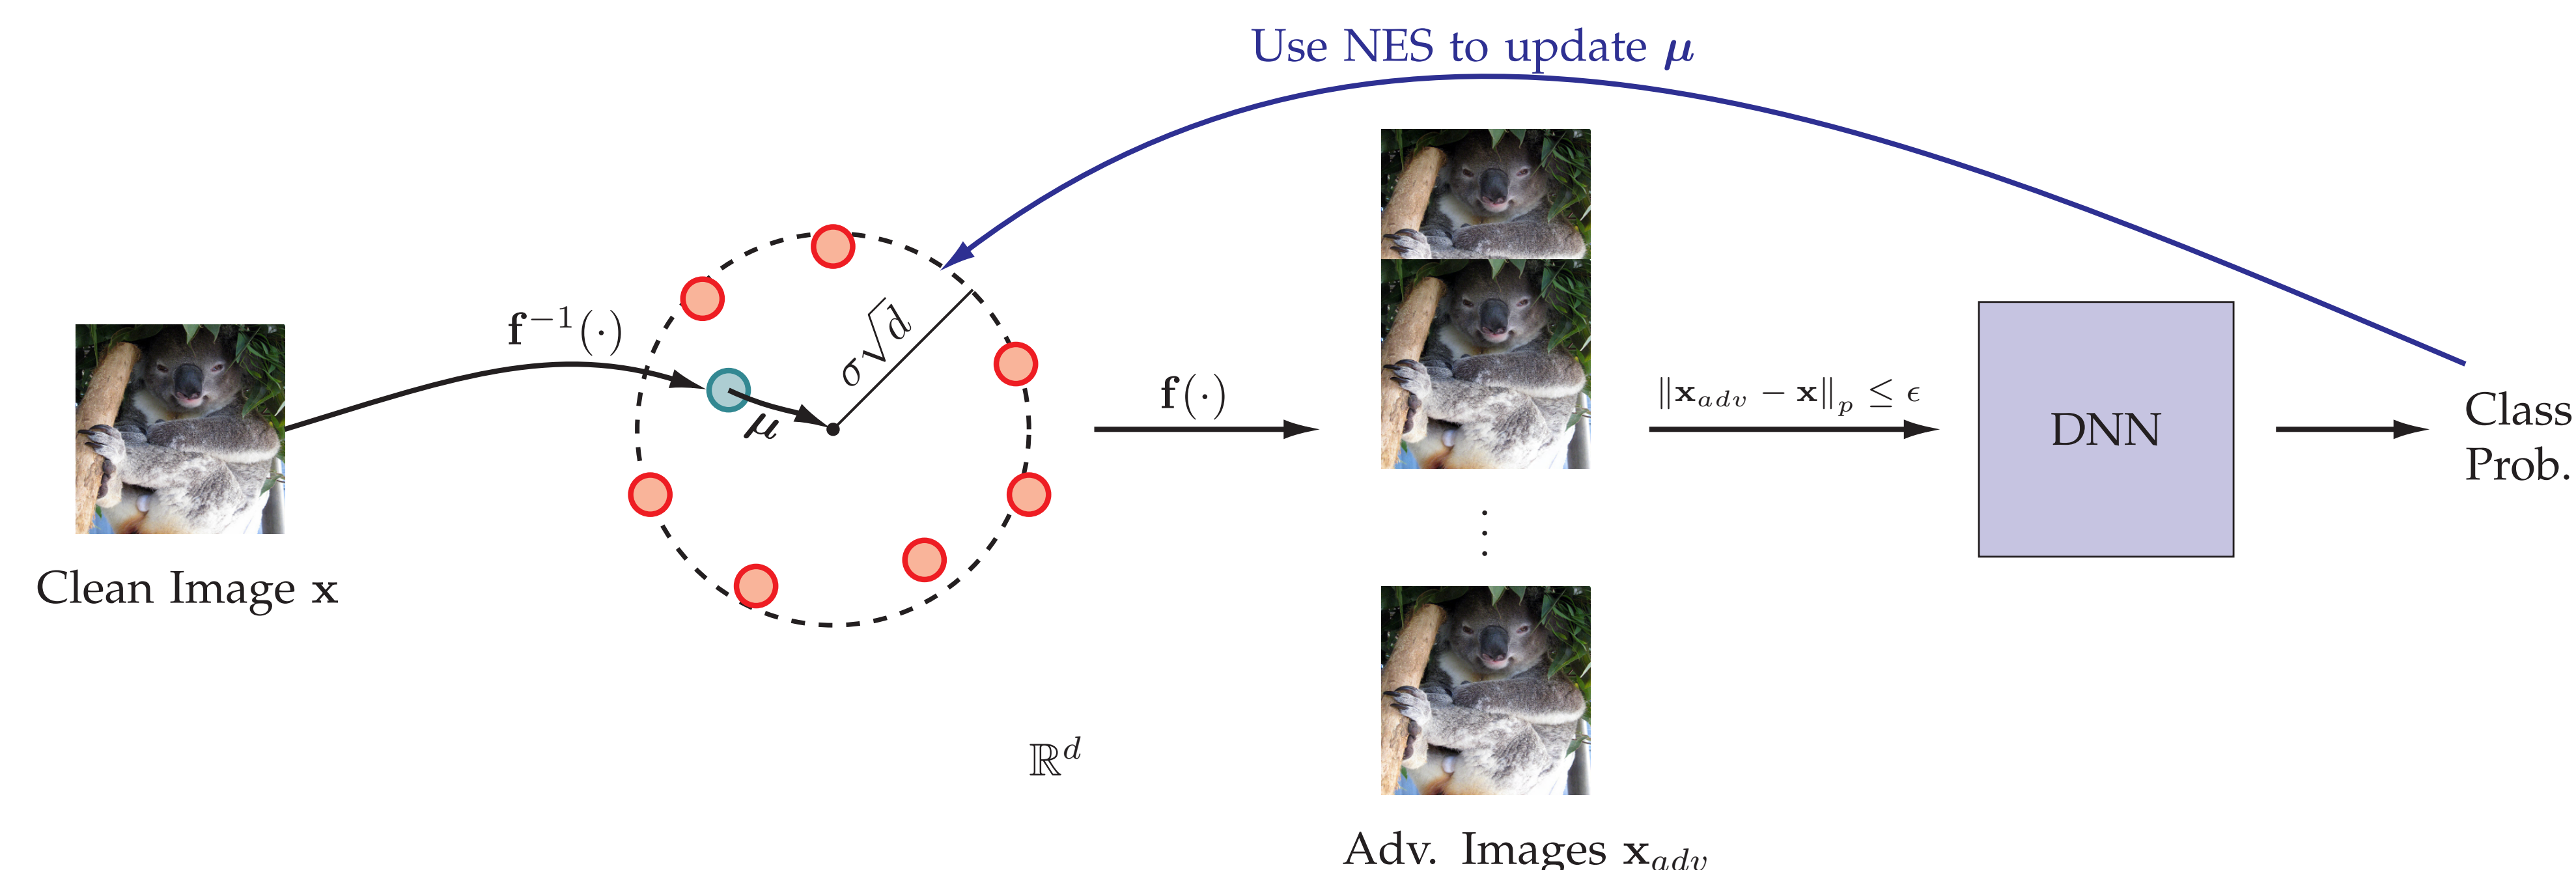 Use NES to update μ
f⁻¹(·)
σ√d
μ
f(·)
‖x_adv − x‖_p ≤ ϵ
DNN
Class
Prob.
Clean Image x
⋮
ℝ^d
Adv. Images x_adv